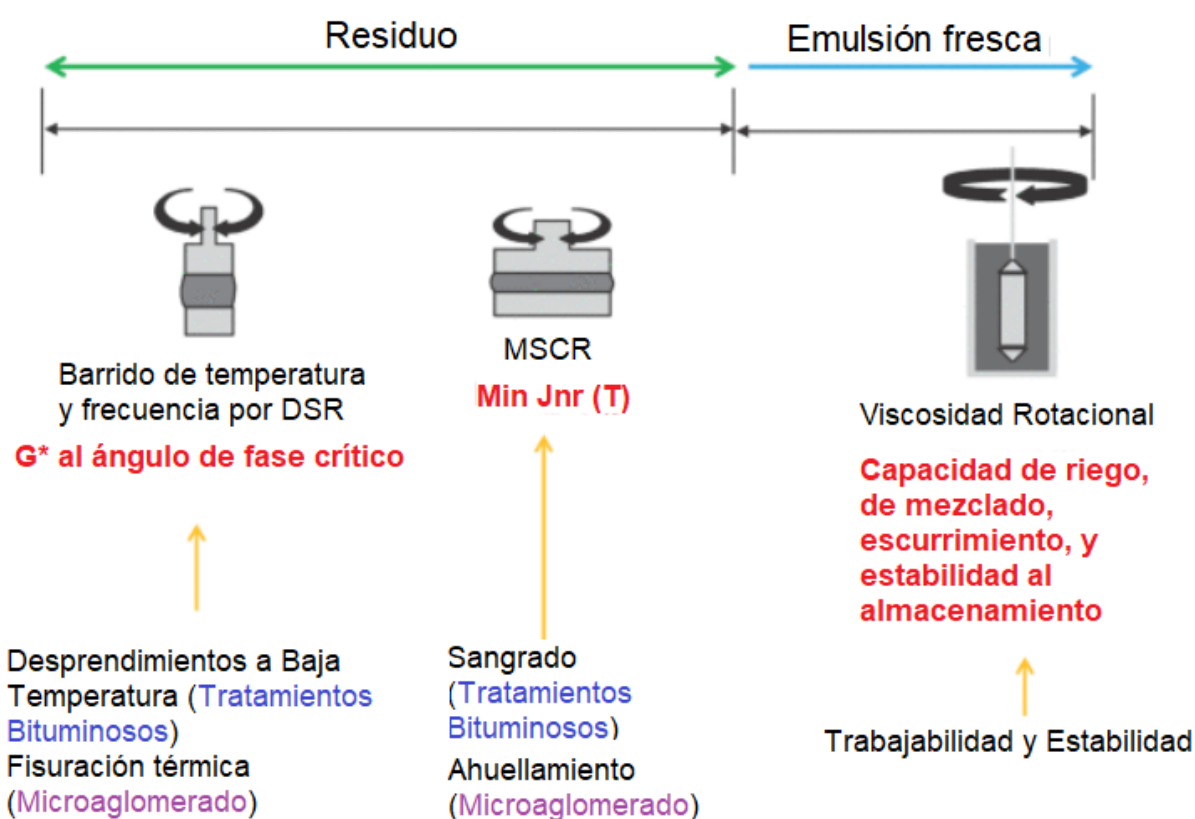 Residuo
Emulsión fresca
Barrido de temperatura
y frecuencia por DSR
G* al ángulo de fase crítico
MSCR
Min Jnr (T)
Viscosidad Rotacional
Capacidad de riego,
de mezclado,
escurrimiento, y
estabilidad al
almacenamiento
Desprendimientos a Baja
Temperatura (Tratamientos
Bituminosos)
Fisuración térmica
(Microaglomerado)
Sangrado
(Tratamientos
Bituminosos)
Ahuellamiento
(Microaglomerado)
Trabajabilidad y Estabilidad